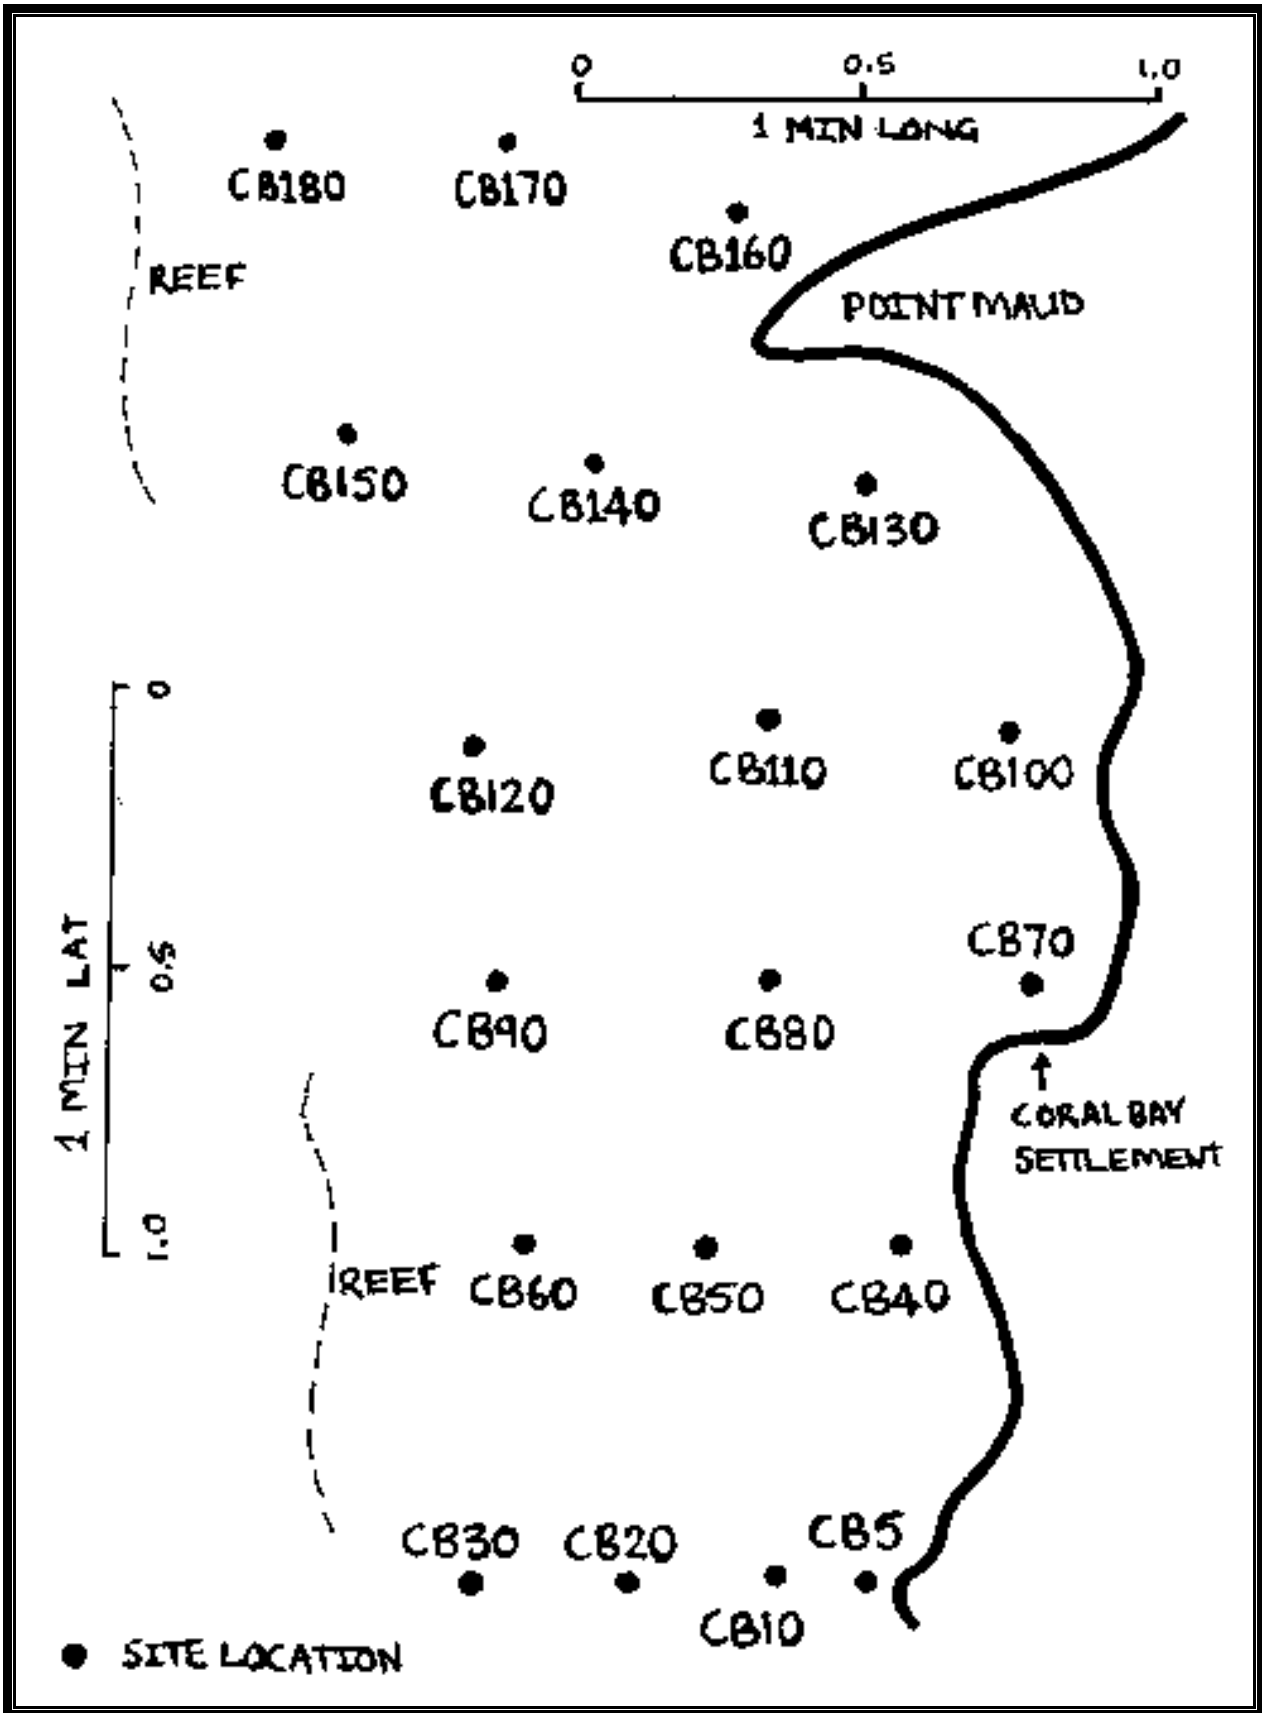 0 0.5 1.0
1 MIN LONG
CB180 CB170
CB160
REEF
POINT MAUD
CB150 CB140 CB130
0
CB110 CB100
CB120
1 MIN LAT
0.5
CB70
CB90 CB80
CORAL BAY
SETTLEMENT
1.0
REEF CB60 CB50 CB40
CB30 CB20 CB5
CB10
SITE LOCATION